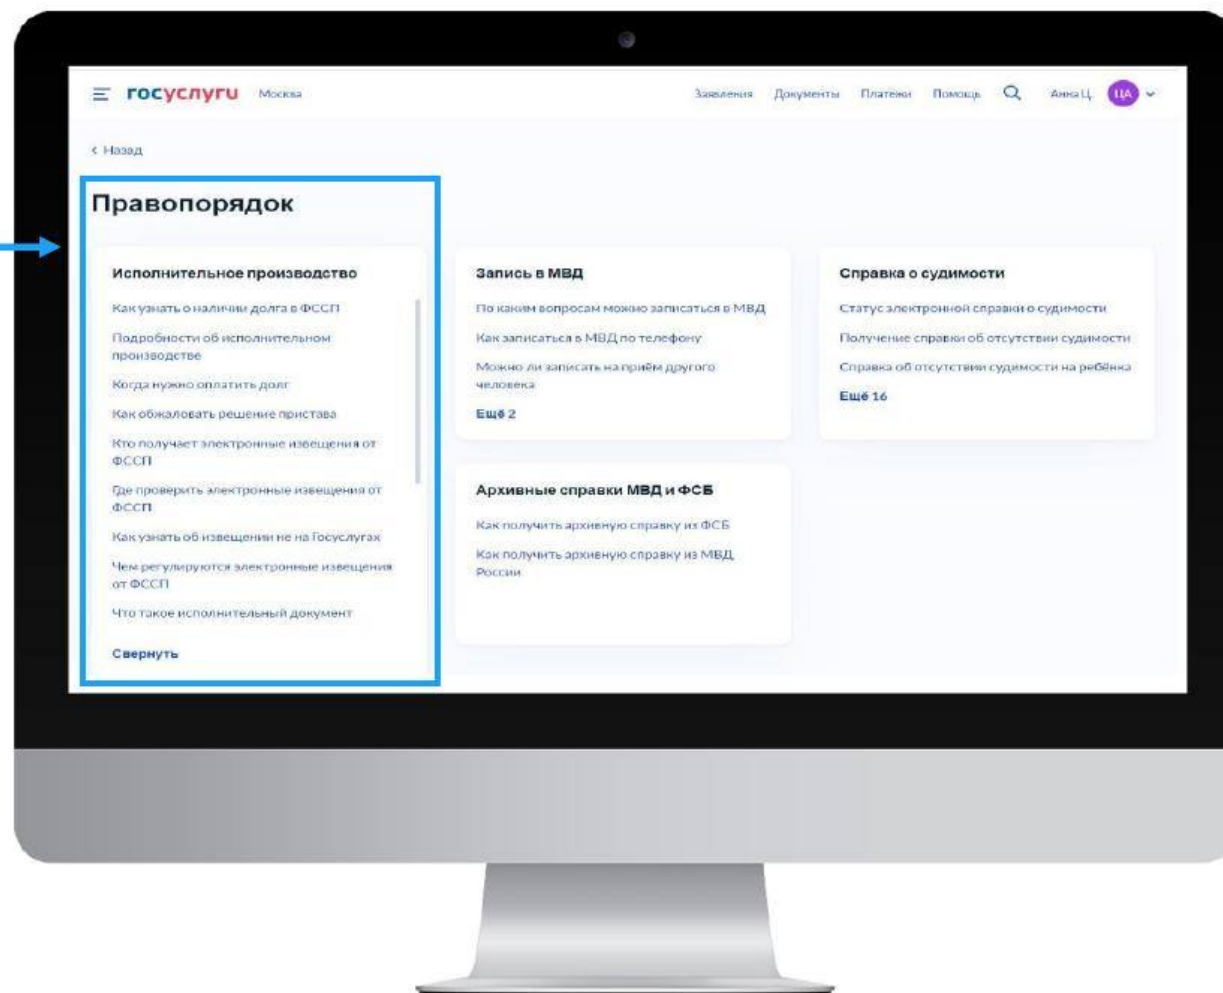 госуслуги Москва Заявления Документы Платежи Помощь Анна Ц. ЦА
Назад
Правопорядок
Исполнительное производство
Как узнать о наличии долга в ФССП
Подробности об исполнительном
производстве
Когда нужно оплатить долг
Как обжаловать решение пристава
Кто получает электронные извещения от
ФССП
Где проверить электронные извещения от
ФССП
Как узнать об извещении не на Госуслугах
Чем регулируются электронные извещения
от ФССП
Что такое исполнительный документ
Свернуть
Запись в МВД
По каким вопросам можно записаться в МВД
Как записаться в МВД по телефону
Можно ли записать на приём другого
человека
Ещё 2
Справка о судимости
Статус электронной справки о судимости
Получение справки об отсутствии судимости
Справка об отсутствии судимости на ребёнка
Ещё 16
Архивные справки МВД и ФСБ
Как получить архивную справку из ФСБ
Как получить архивную справку из МВД
России